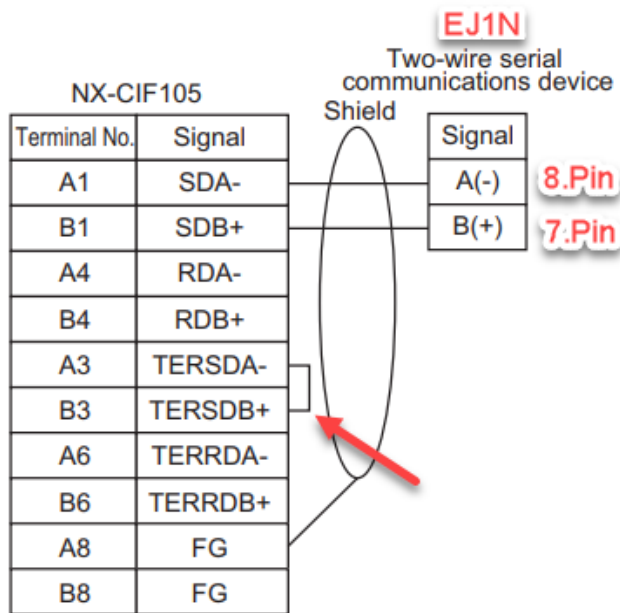 EJ1N
Two-wire serial
communications device
NX-CIF105
Shield
Terminal No. Signal
Signal
A1 SDA-
A(-) 8.Pin
B1 SDB+
B(+) 7.Pin
A4 RDA-
B4 RDB+
A3 TERSDA-
B3 TERSDB+
A6 TERRDA-
B6 TERRDB+
A8 FG
B8 FG